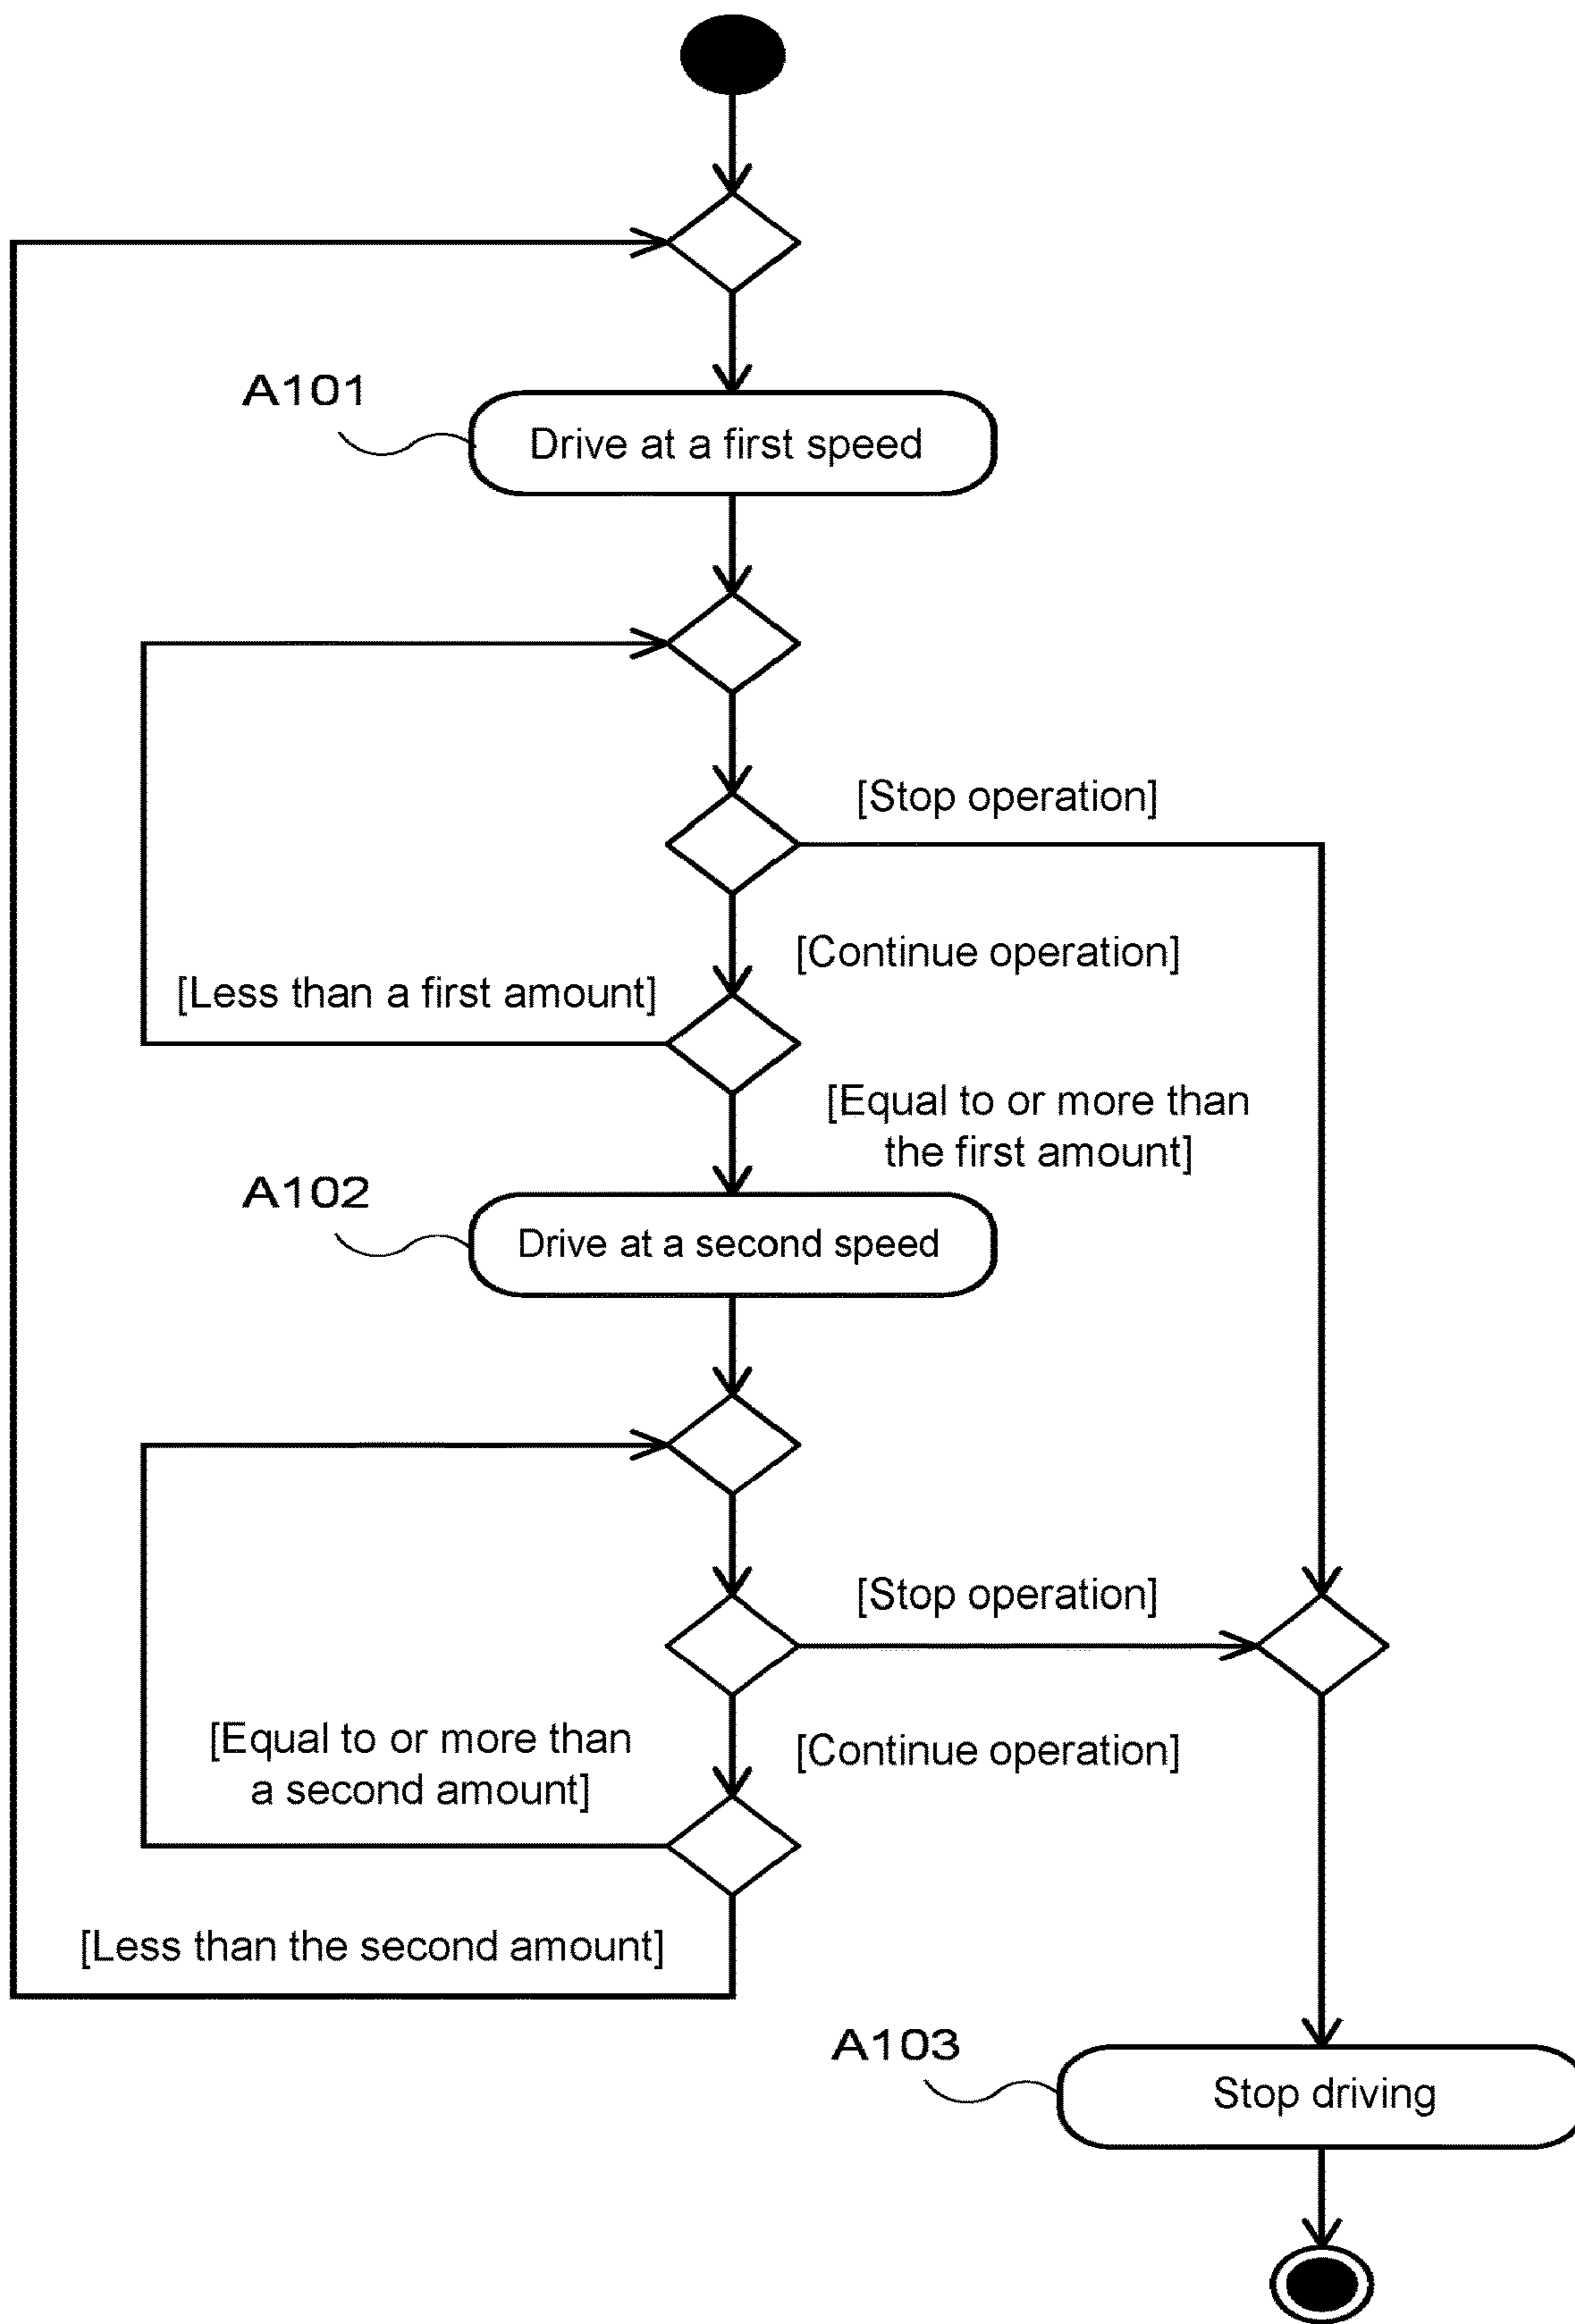 A101
Drive at a first speed
[Stop operation]
[Continue operation]
[Less than a first amount]
[Equal to or more than
the first amount]
A102
Drive at a second speed
[Stop operation]
[Equal to or more than
a second amount]
[Continue operation]
[Less than the second amount]
A103
Stop driving